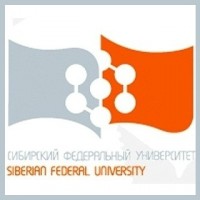 СИБИРСКИЙ ФЕДЕРАЛЬНЫЙ УНИВЕРСИТЕТ
SIBERIAN FEDERAL UNIVERSITY